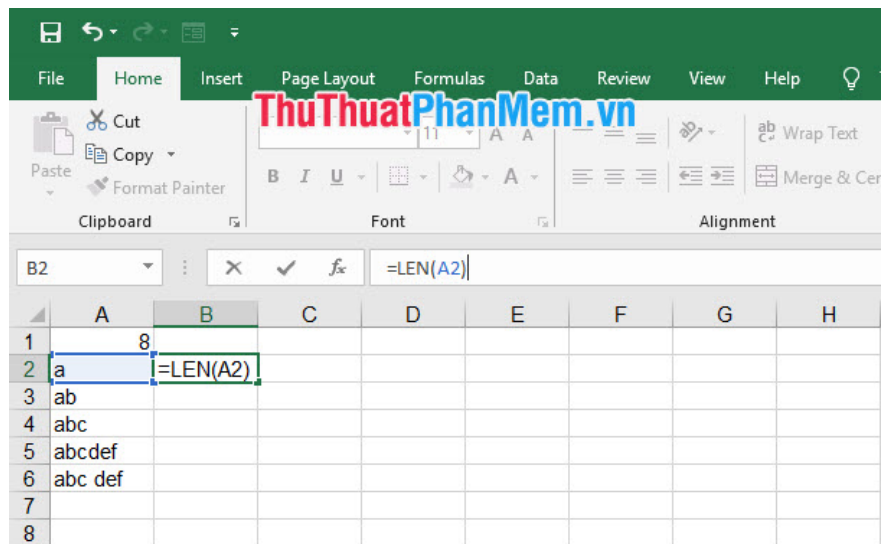 File Home Insert Page Layout Formulas Data Review View Help
ThuThuatPhanMem.vn
Cut
Copy
Paste
Format Painter
11 A A
ab Wrap Text
B I U A
Merge & Cer
Clipboard Font Alignment
B2 fx =LEN(A2)
A B C D E F G H
1 8
2 a =LEN(A2)
3 ab
4 abc
5 abcdef
6 abc def
7
8